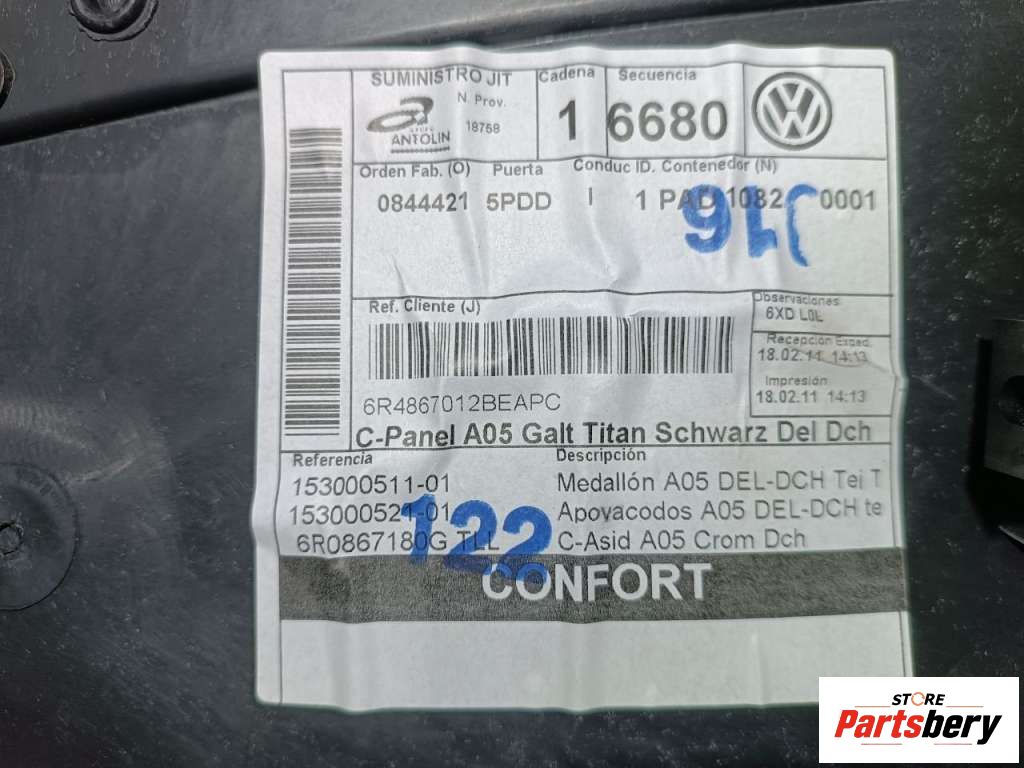 SUMINISTRO JIT
N. Prov.
GRUPO
ANTOLIN
18758
Cadena
1
Secuencia
6680
Orden Fab. (O) Puerta Conduc ID. Contenedor (N)
0844421 5PDD I 1 PAD 1082 0001
J16
Ref. Cliente (J)
6R4867012BEAPC
Observaciones
6XD L0L
Recepción Exped.
18.02.11 14:13
Impresión
18.02.11 14:13
C-Panel A05 Galt Titan Schwarz Del Dch
Referencia Descripción
153000511-01 Medallón A05 DEL-DCH Tei T
153000521-01 Apoyacodos A05 DEL-DCH te
6R0867180G TLL C-Asid A05 Crom Dch
122
CONFORT
STORE
Partsbery